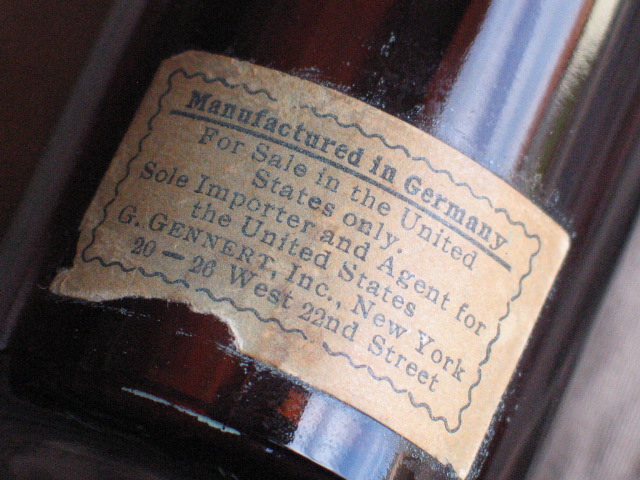 Manufactured in Germany.
For Sale in the United
States only.
Sole Importer and Agent for
the United States
G. GENNERT, Inc., New York
20 — 26 West 22nd Street